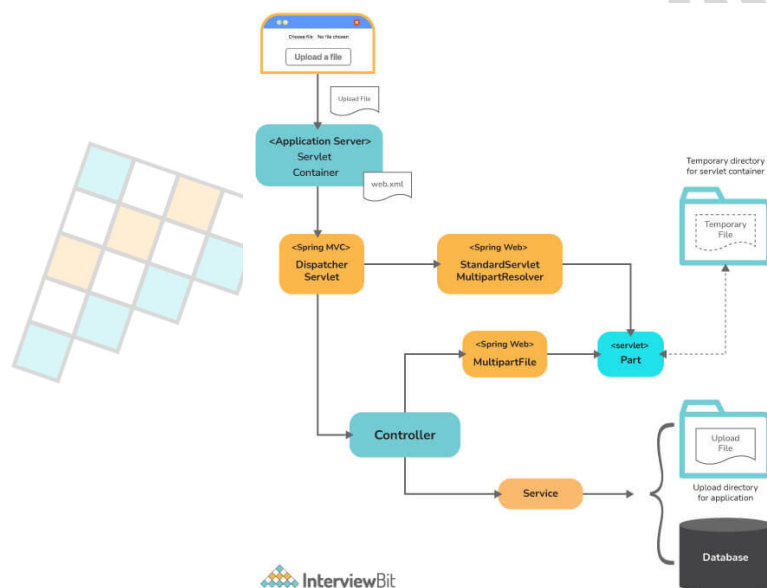 Choose file No file chosen
Upload a file
Upload File
<Application Server>
Servlet
Container
web.xml
Temporary directory
for servlet container
Temporary
File
<Spring MVC>
Dispatcher
Servlet
<Spring Web>
StandardServlet
MultipartResolver
<Spring Web>
MultipartFile
<servlet>
Part
Controller
Upload
File
Upload directory
for application
Service
Database
InterviewBit